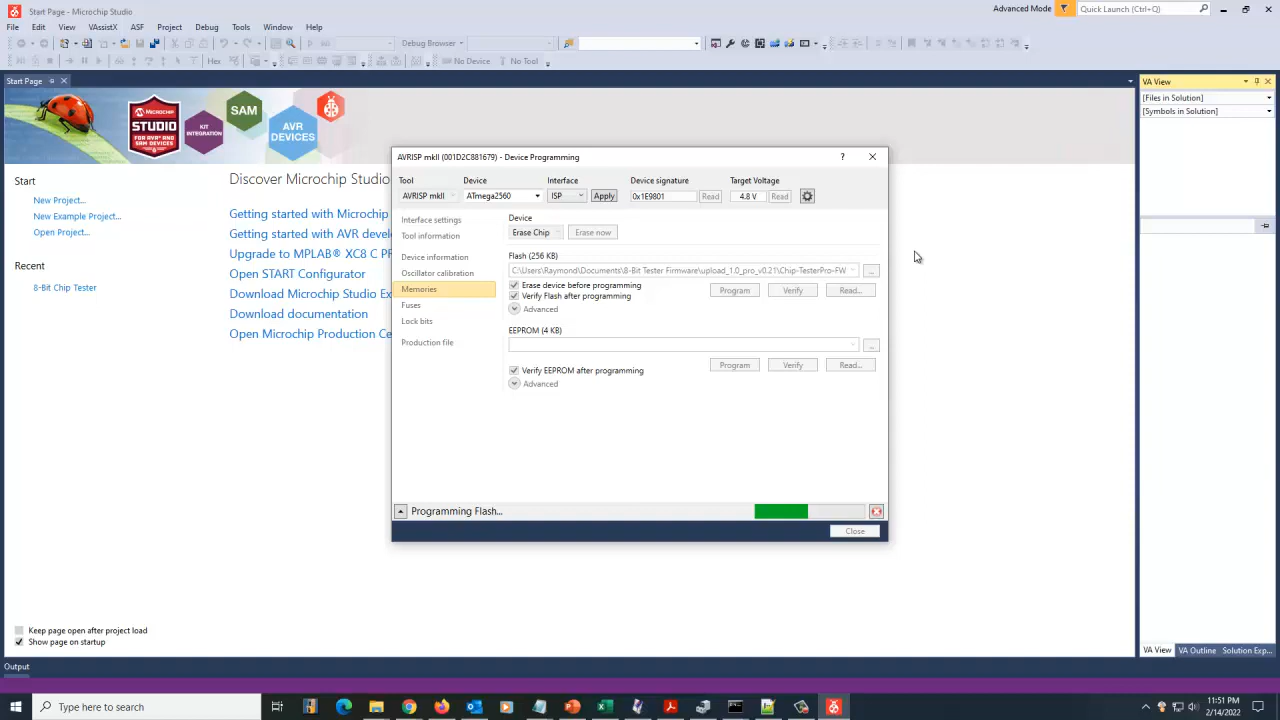 Start Page - Microchip Studio
Advanced Mode
Quick Launch (Ctrl+Q)
File Edit View VAssistX ASF Project Debug Tools Window Help
Debug Browser
Hex
No Device
No Tool
Start Page
VA View
[Files in Solution]
[Symbols in Solution]
MICROCHIP
STUDIO
FOR AVR® AND
SAM DEVICES
KIT
INTEGRATION
SAM
AVR
DEVICES
Start
New Project...
New Example Project...
Open Project...
Recent
8-Bit Chip Tester
Discover Microchip Studio
Getting started with Microchip
Getting started with AVR devel
Upgrade to MPLAB® XC8 C PR
Open START Configurator
Download Microchip Studio Ex
Download documentation
Open Microchip Production Ce
AVRISP mkII (001D2C881679) - Device Programming
?
Tool Device Interface Device signature Target Voltage
AVRISP mkII ATmega2560 ISP Apply 0x1E9801 Read 4.8 V Read
Interface settings
Tool information
Device information
Oscillator calibration
Memories
Fuses
Lock bits
Production file
Device
Erase Chip Erase now
Flash (256 KB)
C:\Users\Raymond\Documents\8-Bit Tester Firmware\upload_1.0_pro_v0.21\Chip-TesterPro-FW ...
Erase device before programming
Verify Flash after programming
Program Verify Read...
Advanced
EEPROM (4 KB)
...
Verify EEPROM after programming
Program Verify Read...
Advanced
Programming Flash...
Close
Keep page open after project load
Show page on startup
VA View VA Outline Solution Exp...
Output
Type here to search
11:51 PM
2/14/2022